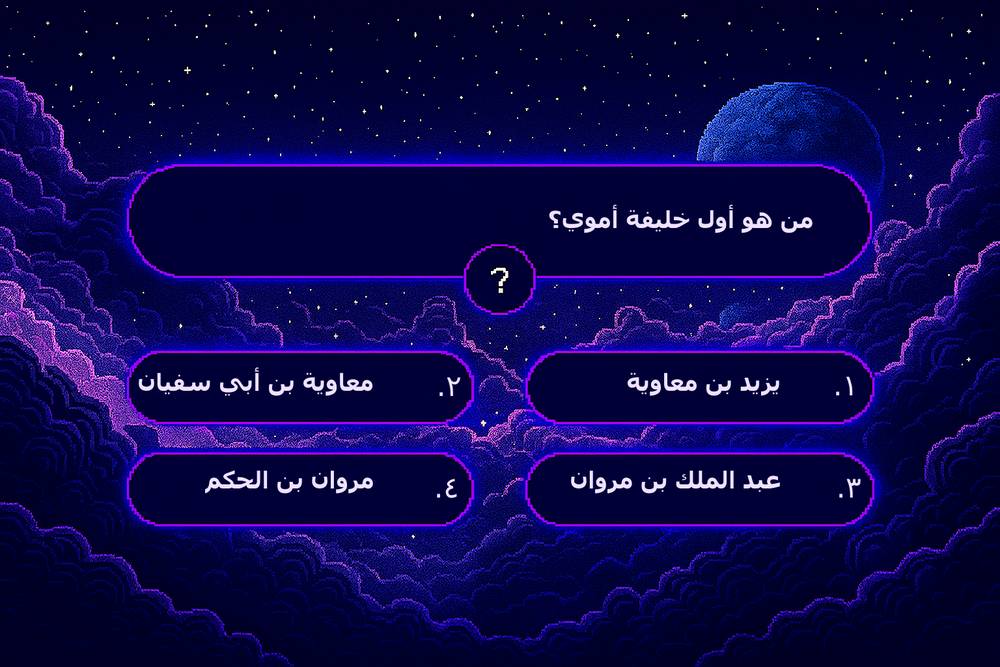 من هو أول خليفة أموي؟
?
١. يزيد بن معاوية
٢. معاوية بن أبي سفيان
٣. عبد الملك بن مروان
٤. مروان بن الحكم